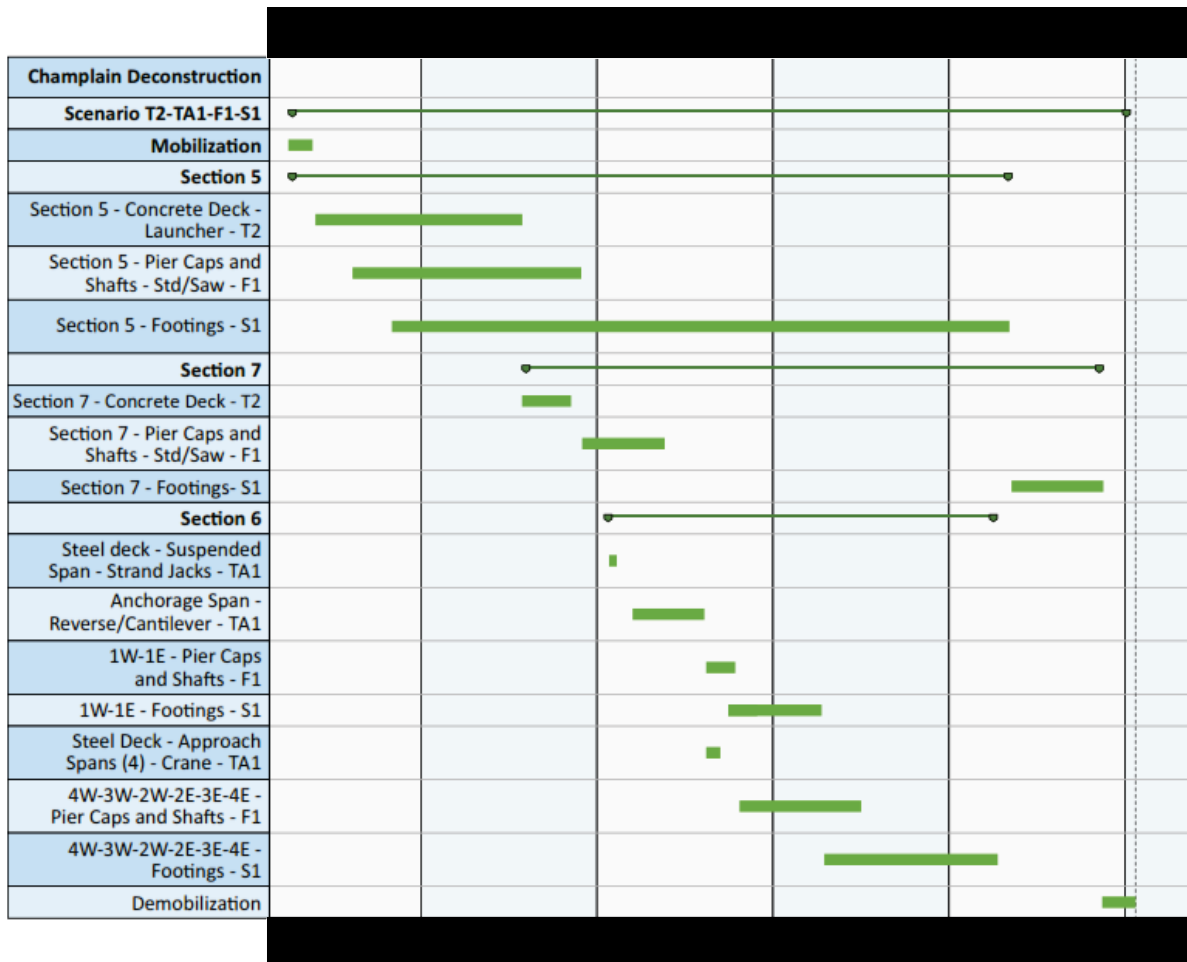 Champlain Deconstruction
Scenario T2-TA1-F1-S1
Mobilization
Section 5
Section 5 - Concrete Deck -
Launcher - T2
Section 5 - Pier Caps and
Shafts - Std/Saw - F1
Section 5 - Footings - S1
Section 7
Section 7 - Concrete Deck - T2
Section 7 - Pier Caps and
Shafts - Std/Saw - F1
Section 7 - Footings- S1
Section 6
Steel deck - Suspended
Span - Strand Jacks - TA1
Anchorage Span -
Reverse/Cantilever - TA1
1W-1E - Pier Caps
and Shafts - F1
1W-1E - Footings - S1
Steel Deck - Approach
Spans (4) - Crane - TA1
4W-3W-2W-2E-3E-4E -
Pier Caps and Shafts - F1
4W-3W-2W-2E-3E-4E -
Footings - S1
Demobilization